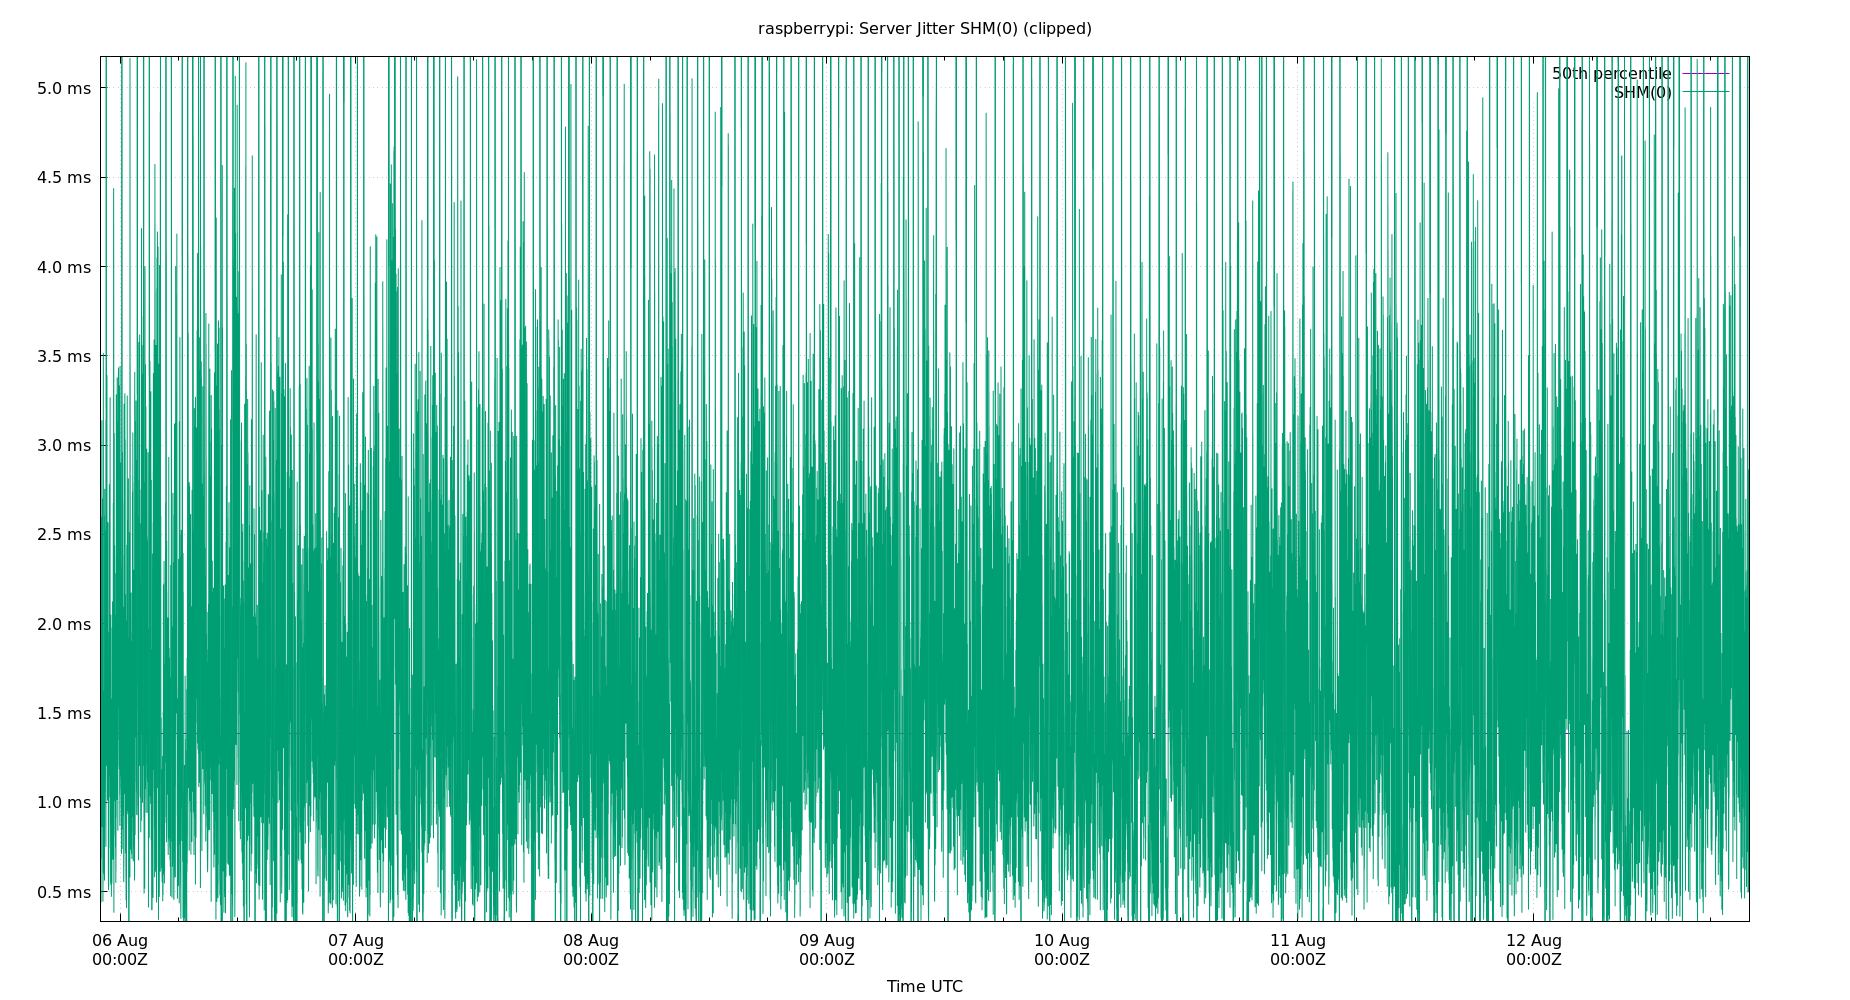 raspberrypi: Server Jitter SHM(0) (clipped)
50th percentile
SHM(0)
5.0 ms
4.5 ms
4.0 ms
3.5 ms
3.0 ms
2.5 ms
2.0 ms
1.5 ms
1.0 ms
0.5 ms
06 Aug 07 Aug 08 Aug 09 Aug 10 Aug 11 Aug 12 Aug
00:00Z 00:00Z 00:00Z 00:00Z 00:00Z 00:00Z 00:00Z
Time UTC